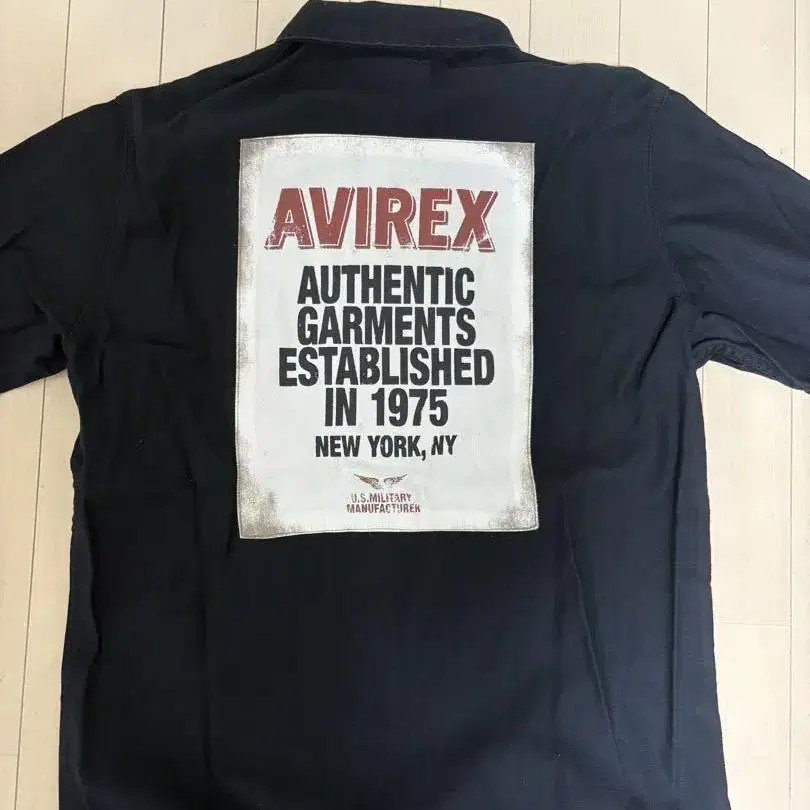 AVIREX
AUTHENTIC
GARMENTS
ESTABLISHED
IN 1975
NEW YORK, NY
U.S.MILITARY
MANUFACTURER